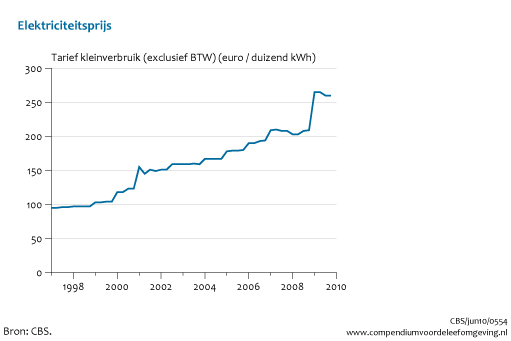 Elektriciteitsprijs
Tarief kleinverbruik (exclusief BTW) (euro / duizend kWh)
300
250
200
150
100
50
0
1998 2000 2002 2004 2006 2008 2010
CBS/jun10/0554
Bron: CBS. www.compendiumvoordeleefomgeving.nl